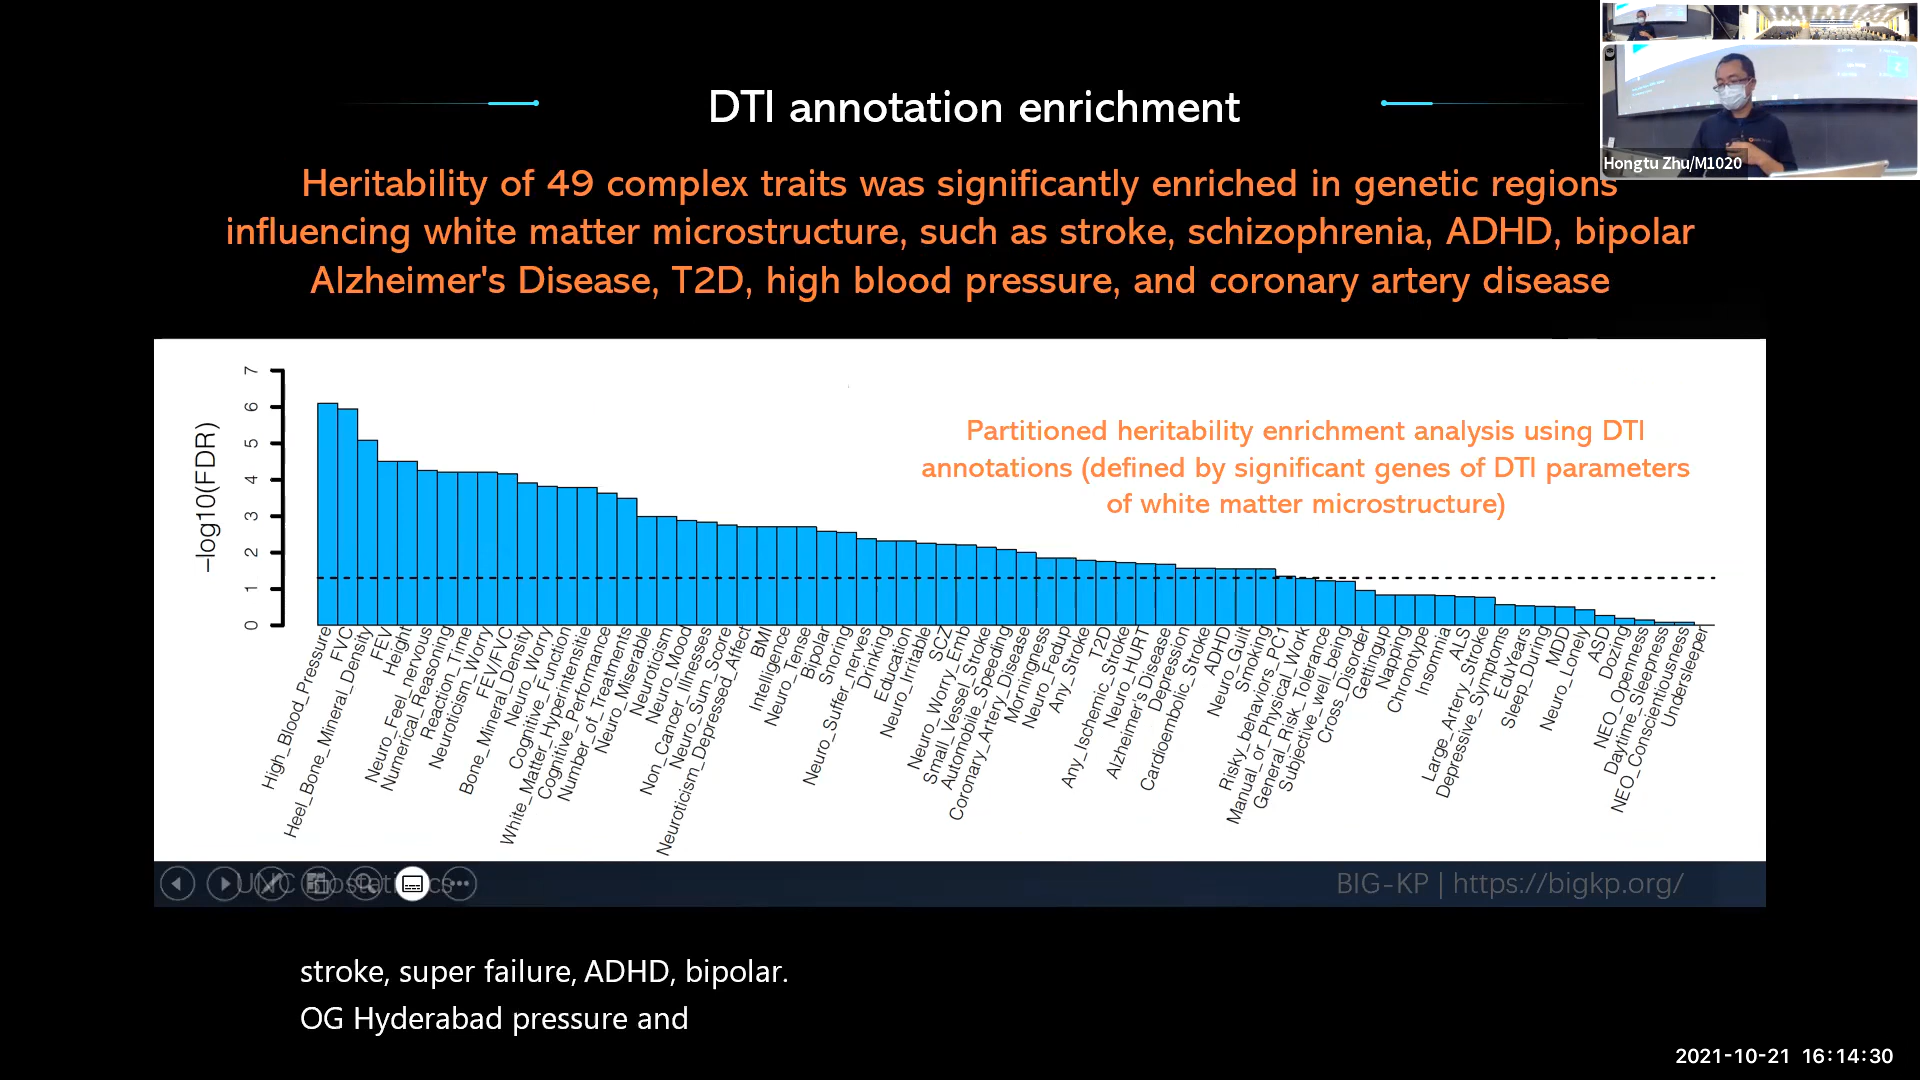 DTI annotation enrichment
Hongtu Zhu/M1020
Heritability of 49 complex traits was significantly enriched in genetic regions
influencing white matter microstructure, such as stroke, schizophrenia, ADHD, bipolar
Alzheimer's Disease, T2D, high blood pressure, and coronary artery disease
Partitioned heritability enrichment analysis using DTI
annotations (defined by significant genes of DTI parameters
of white matter microstructure)
−log10(FDR)
7
6
5
4
3
2
1
0
High_Blood_Pressure
FVC
Heel_Bone_Mineral_Density
FEV
Height
Neuro_Feel_nervous
Numerical_Reasoning
Reaction_Time
Neuroticism_Worry
FEV/FVC
Bone_Mineral_Density
Neuro_Worry
Cognitive_Function
White_Matter_Hyperintensitie
Cognitive_Performance
Number_of_Treatments
Neuro_Miserable
Neuroticism
Neuro_Mood
Non_Cancer_Illnesses
Neuro_Sum_Score
Neuroticism_Depressed_Affect
BMI
Intelligence
Neuro_Tense
Bipolar
Snoring
Neuro_Suffer_nerves
Drinking
Education
Neuro_Irritable
SCZ
Neuro_Worry_Emb
Small_Vessel_Stroke
Automobile_Speeding
Coronary_Artery_Disease
Morningness
Neuro_Fedup
Any_Stroke
T2D
Any_Ischemic_Stroke
Neuro_HURT
Alzheimer's_Disease
Depression
Cardioembolic_Stroke
ADHD
Neuro_Guilt
Smoking
Risky_behaviors_PC1
Manual_or_Physical_Work
General_Risk_Tolerance
Subjective_well_being
Cross_Disorder
Gettingup
Napping
Chronotype
Insomnia
ALS
Large_Artery_Stroke
Depressive_Symptoms
EduYears
Sleep_During
MDD
Neuro_Lonely
ASD
Dozing
NEO_Openness
Daytime_Sleepness
NEO_Conscientiousness
Undersleeper
UNC Biostatistics
BIG-KP | https://bigkp.org/
stroke, super failure, ADHD, bipolar.
OG Hyderabad pressure and
2021-10-21 16:14:30